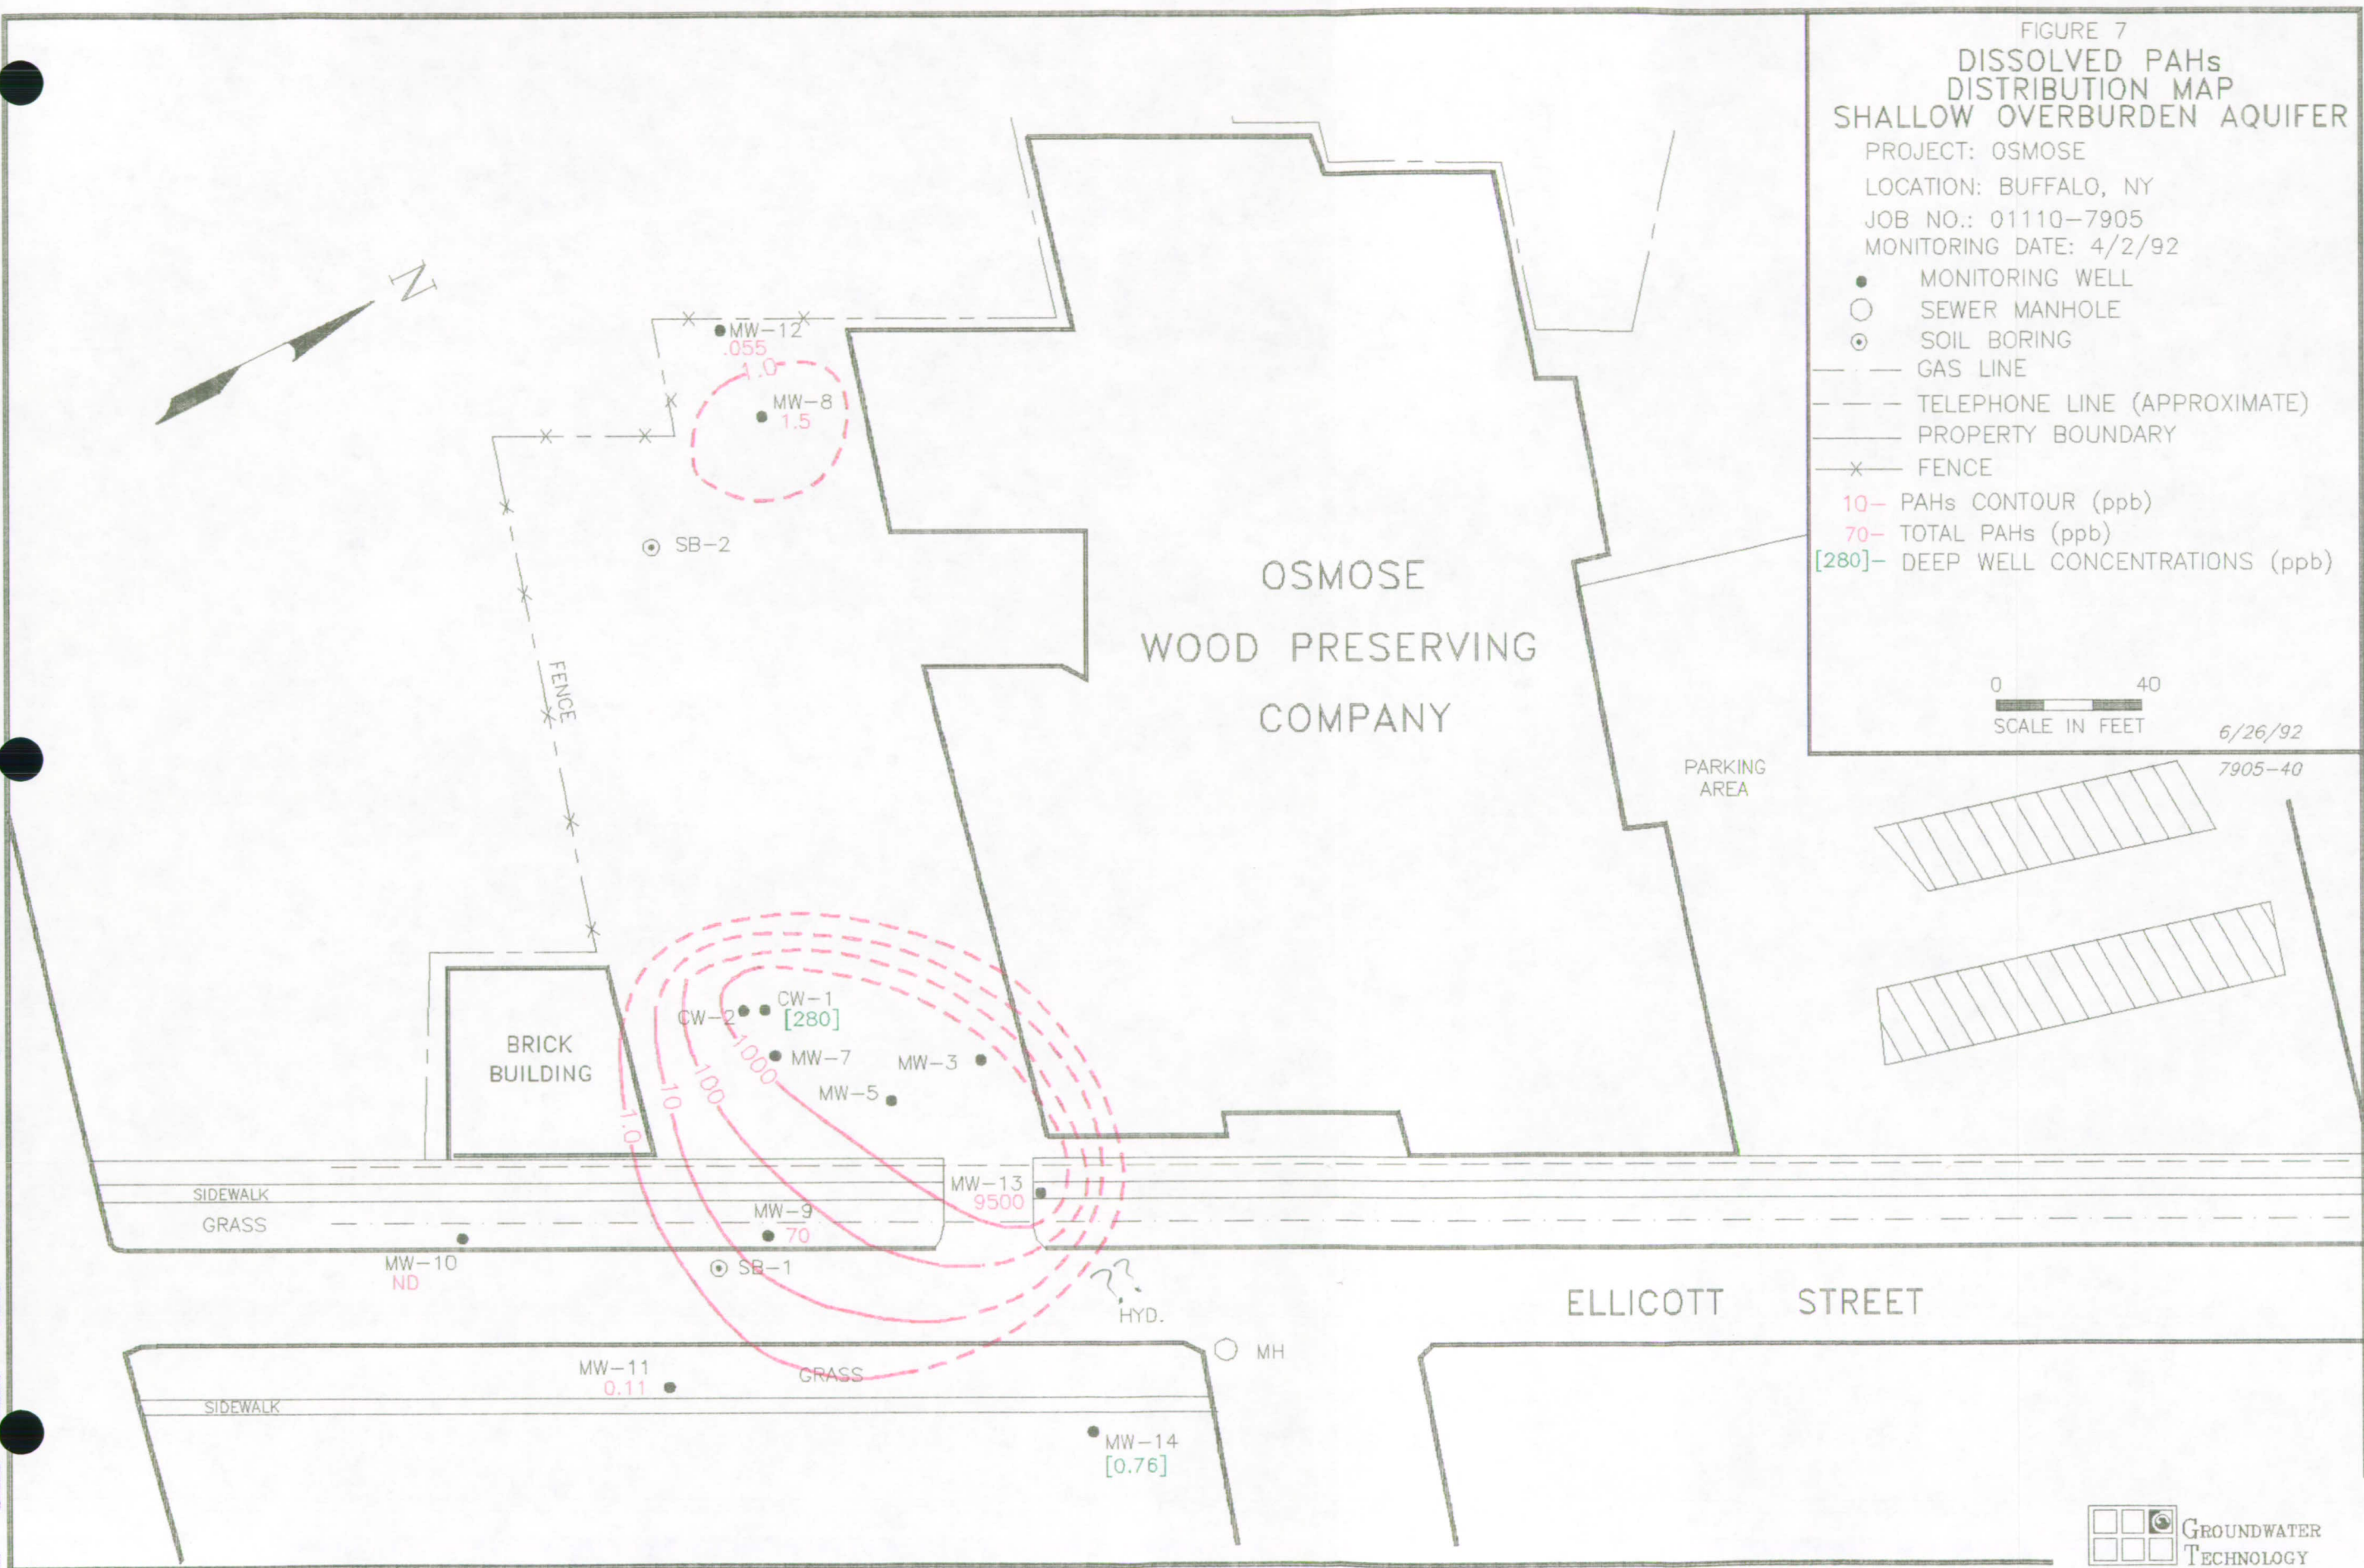 FIGURE 7
DISSOLVED PAHs
DISTRIBUTION MAP
SHALLOW OVERBURDEN AQUIFER
PROJECT: OSMOSE
LOCATION: BUFFALO, NY
JOB NO.: 01110-7905
MONITORING DATE: 4/2/92
MONITORING WELL
SEWER MANHOLE
SOIL BORING
GAS LINE
TELEPHONE LINE (APPROXIMATE)
PROPERTY BOUNDARY
FENCE
10- PAHs CONTOUR (ppb)
70- TOTAL PAHs (ppb)
[280]- DEEP WELL CONCENTRATIONS (ppb)
0 40
SCALE IN FEET
6/26/92
7905-40
N
MW-12
.055
1.0
MW-8
1.5
SB-2
FENCE
OSMOSE
WOOD PRESERVING
COMPANY
PARKING
AREA
BRICK
BUILDING
CW-1
CW-2 [280]
MW-7
MW-3
MW-5
1000
100
10
1.0
SIDEWALK
GRASS
MW-13
9500
MW-9
70
MW-10
ND
SB-1
??
HYD.
ELLICOTT STREET
MH
MW-11
0.11
GRASS
SIDEWALK
MW-14
[0.76]
GROUNDWATER
TECHNOLOGY